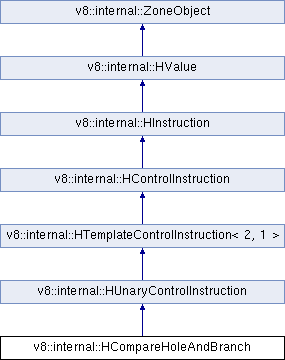 v8::internal::ZoneObject
v8::internal::HValue
v8::internal::HInstruction
v8::internal::HControlInstruction
v8::internal::HTemplateControlInstruction< 2, 1 >
v8::internal::HUnaryControlInstruction
v8::internal::HCompareHoleAndBranch